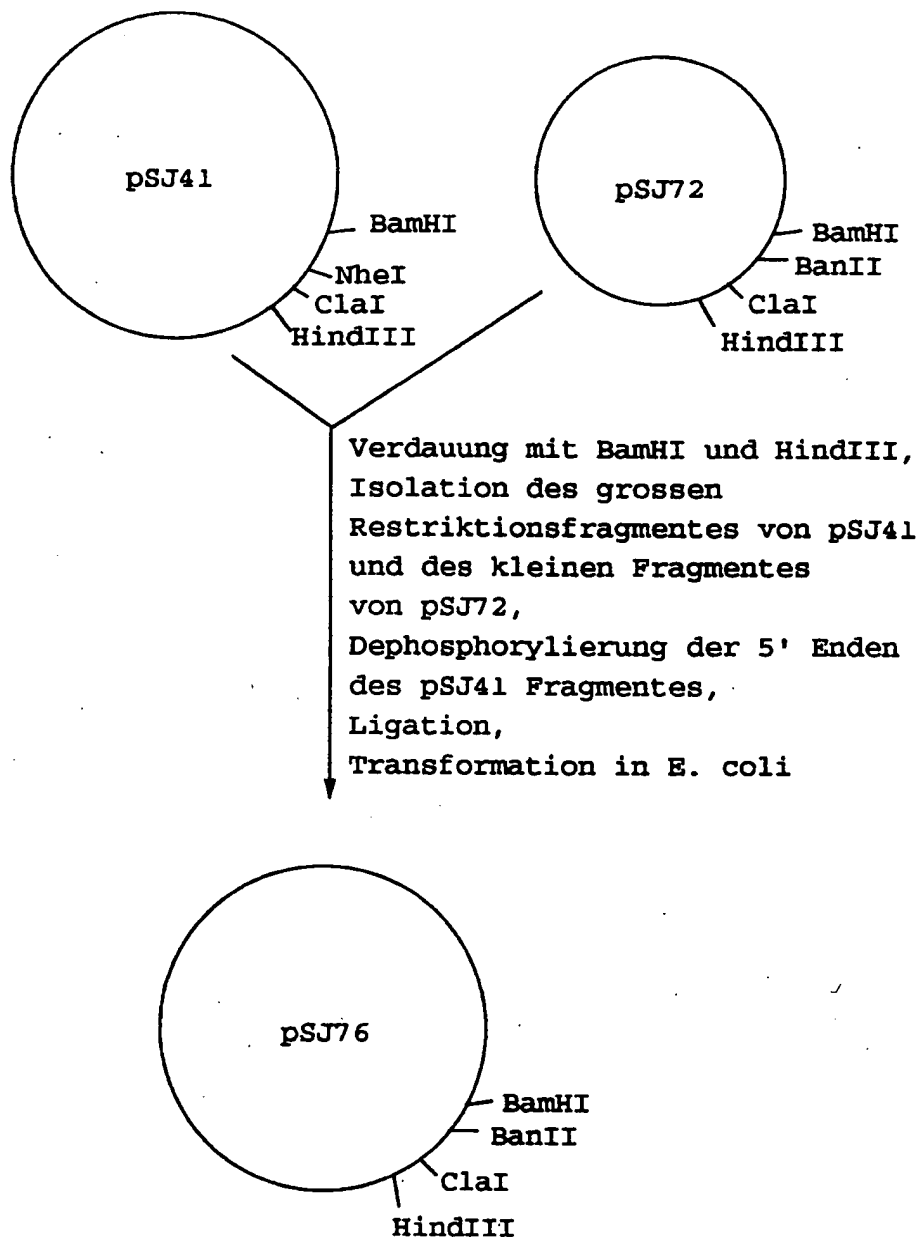 pSJ41
BamHI
NheI
ClaI
HindIII
pSJ72
BamHI
BanII
ClaI
HindIII
Verdauung mit BamHI und HindIII,
Isolation des grossen
Restriktionsfragmentes von pSJ41
und des kleinen Fragmentes
von pSJ72,
Dephosphorylierung der 5' Enden
des pSJ41 Fragmentes,
Ligation,
Transformation in E. coli
pSJ76
BamHI
BanII
ClaI
HindIII